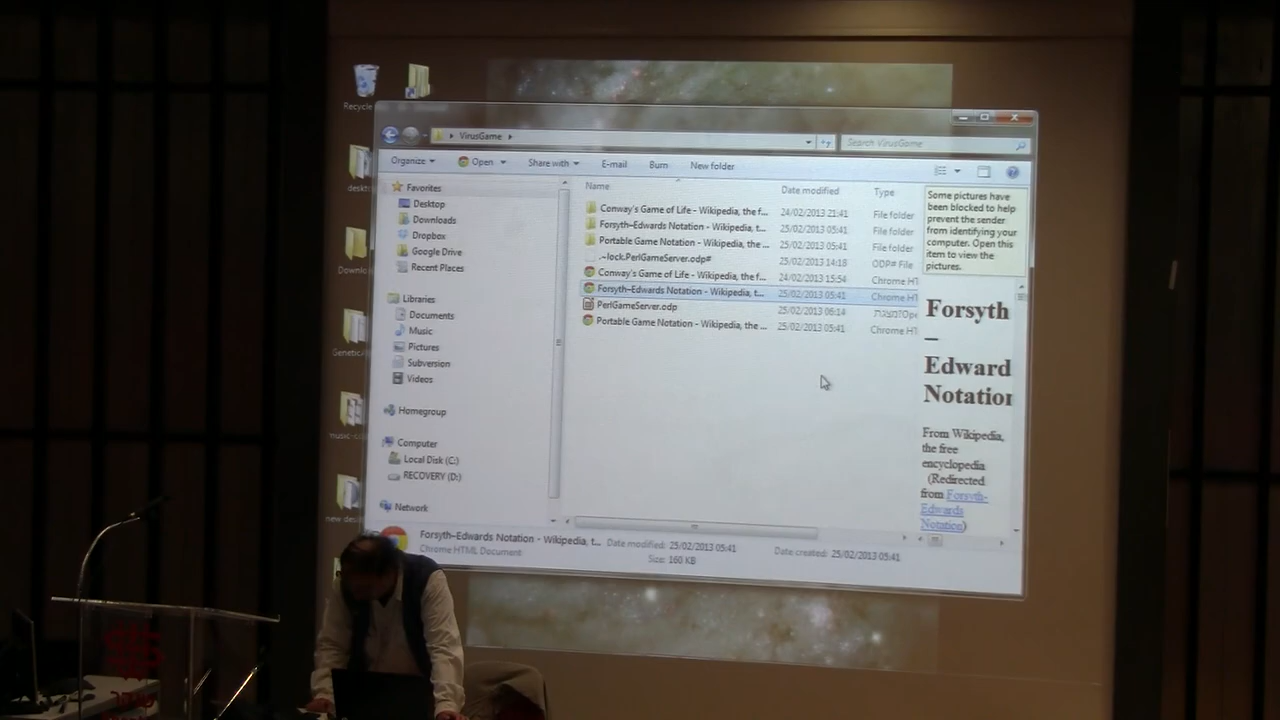 Recycle
VirusGame
Search VirusGame
Organize
Open
Share with
E-mail
Burn
New folder
Favorites
Desktop
Downloads
Dropbox
Google Drive
Recent Places
Libraries
Documents
Music
Pictures
Subversion
Videos
Homegroup
Computer
Local Disk (C:)
RECOVERY (D:)
Network
Name Date modified Type
Conway's Game of Life - Wikipedia, the f... 24/02/2013 21:41 File folder
Forsyth–Edwards Notation - Wikipedia, t... 25/02/2013 05:41 File folder
Portable Game Notation - Wikipedia, the ... 25/02/2013 05:41 File folder
.~lock.PerlGameServer.odp# 25/02/2013 14:18 ODP# File
Conway's Game of Life - Wikipedia, the f... 24/02/2013 15:54 Chrome HT
Forsyth–Edwards Notation - Wikipedia, t... 25/02/2013 05:41 Chrome HT
PerlGameServer.odp 25/02/2013 06:14
Portable Game Notation - Wikipedia, the ... 25/02/2013 05:41 Chrome HT
Some pictures have
been blocked to help
prevent the sender
from identifying your
computer. Open this
item to view the
pictures.
Forsyth
–
Edward
Notation
From Wikipedia,
the free
encyclopedia
(Redirected
from Forsyth-
Edwards
Notation)
Forsyth–Edwards Notation - Wikipedia, t... Date modified: 25/02/2013 05:41 Date created: 25/02/2013 05:41
Chrome HTML Document Size: 160 KB